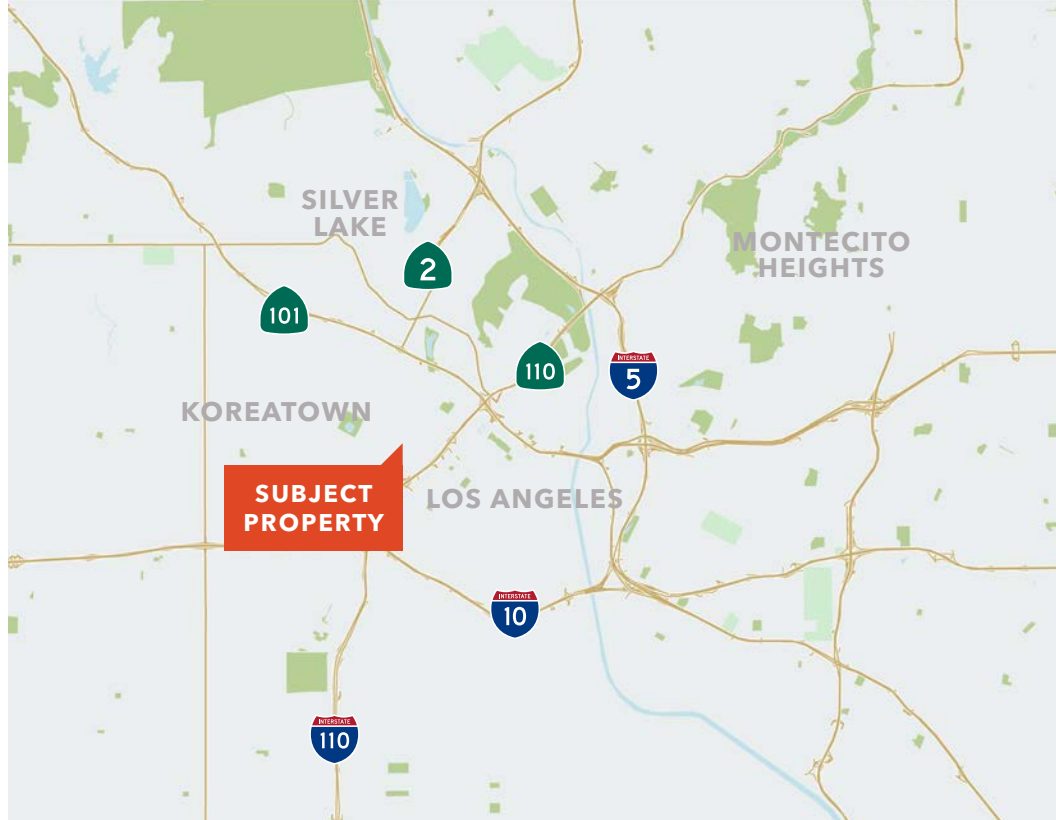 SILVER
LAKE
MONTECITO
HEIGHTS
2
101
110
INTERSTATE
5
KOREATOWN
SUBJECT
PROPERTY
LOS ANGELES
INTERSTATE
10
INTERSTATE
110